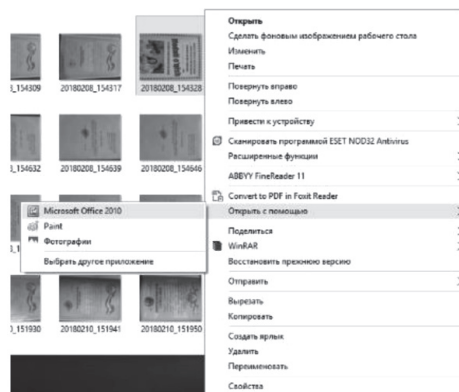 Открыть
Сделать фоновым изображением рабочего стола
Изменить
Печать
Повернуть вправо
Повернуть влево
Привести к устройству
Сканировать программой ESET NOD32 Antivirus
Расширенные функции
ABBYY FineReader 11
Convert to PDF in Foxit Reader
Открыть с помощью
Поделиться
WinRAR
Восстановить прежнюю версию
Отправить
Вырезать
Копировать
Создать ярлык
Удалить
Переименовать
Свойства
Microsoft Office 2010
Paint
Фотографии
Выбрать другое приложение
_154309 20180208_154317 20180208_154328
_154632 20180208_154639 20180208_154646
_151930 20180210_151941 20180210_151950